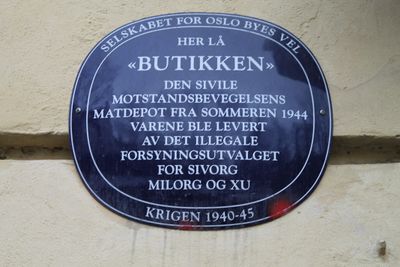 SELSKABET FOR OSLO BYES VEL
HER LÅ
«BUTIKKEN»
DEN SIVILE
MOTSTANDSBEVEGELSENS
MATDEPOT FRA SOMMEREN 1944
VARENE BLE LEVERT
AV DET ILLEGALE
FORSYNINGSUTVALGET
FOR SIVORG
MILORG OG XU
KRIGEN 1940-45